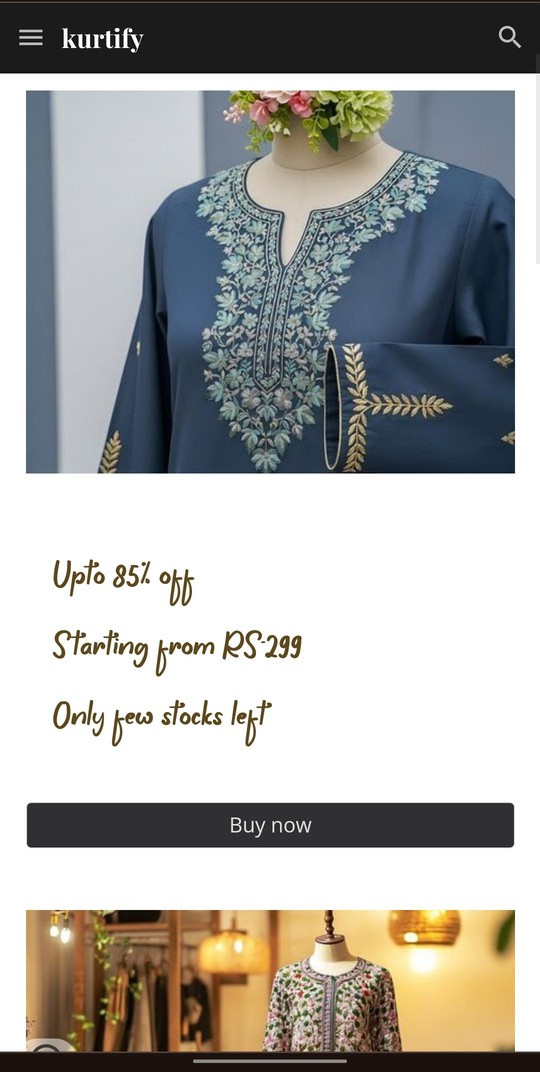 kurtify
Upto 85% off
Starting from RS-299
Only few stocks left
Buy now